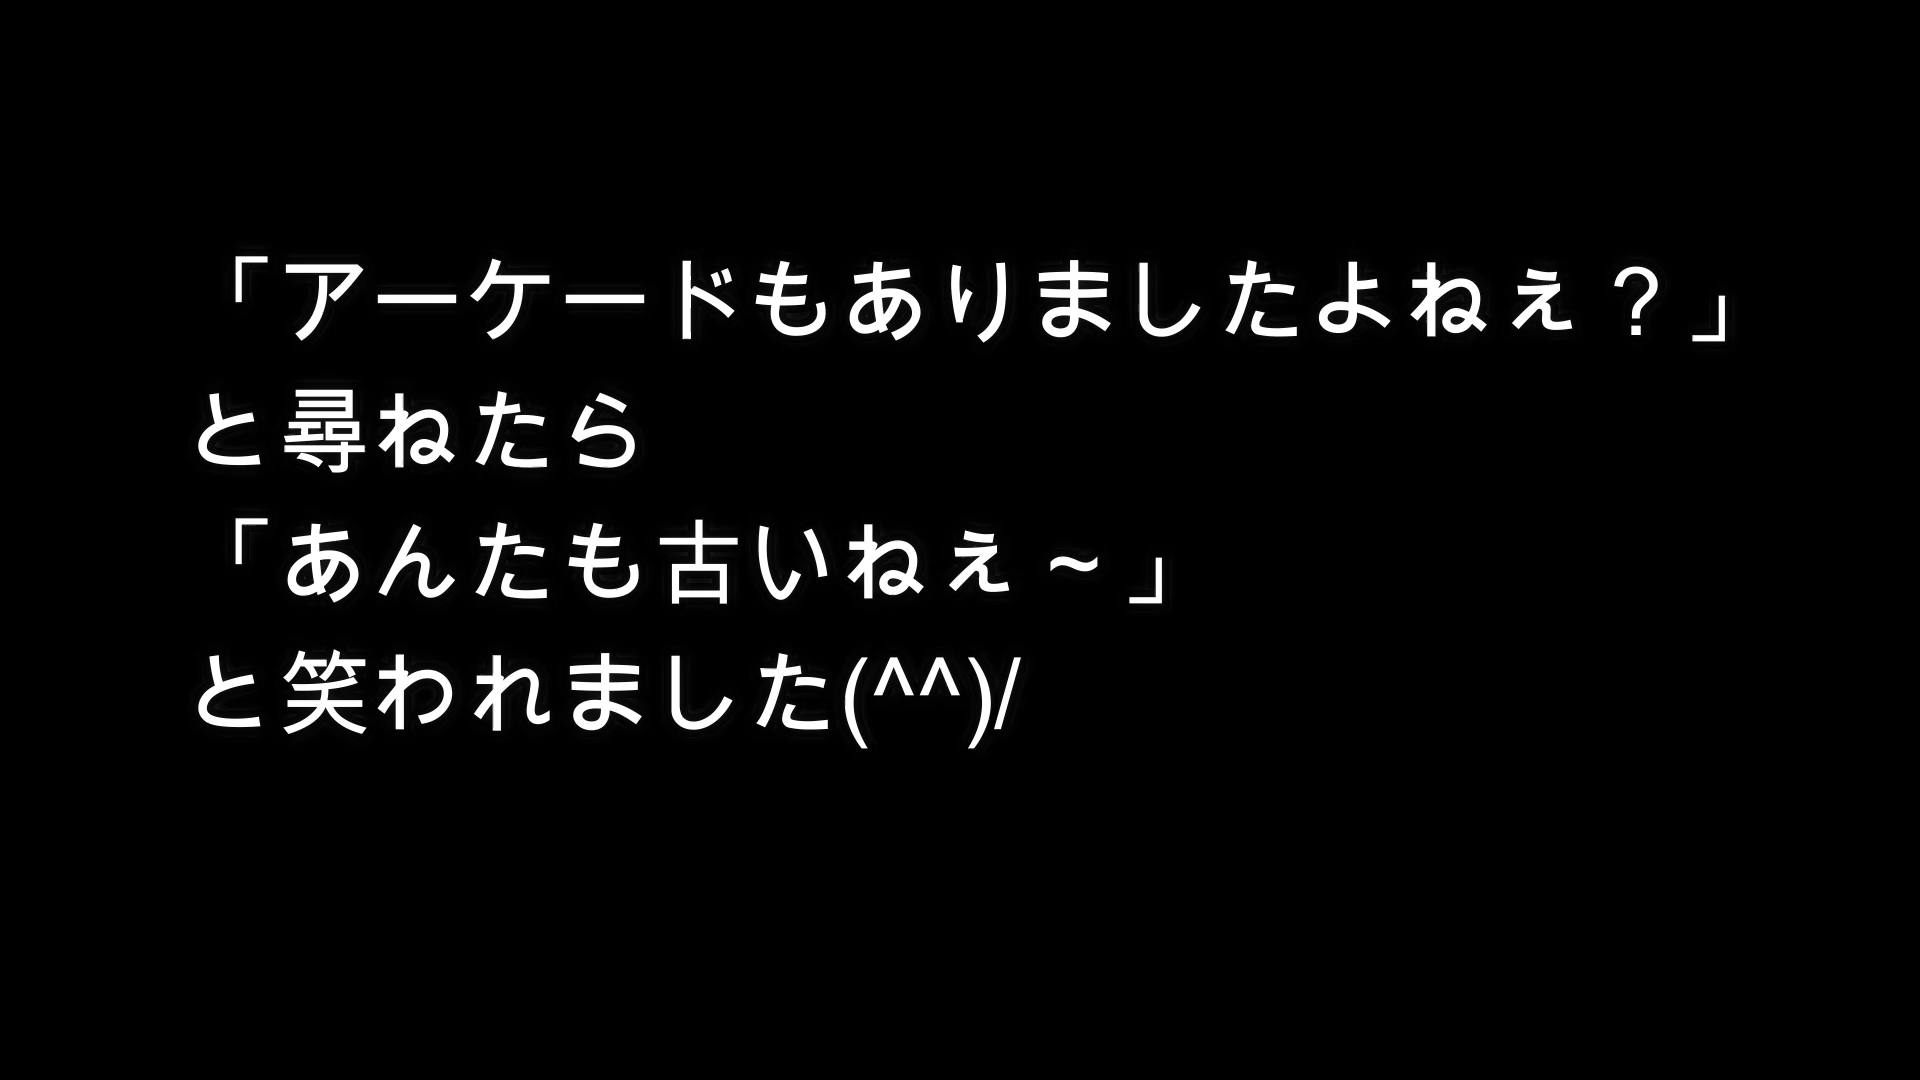 「アーケードもありましたよねぇ？」
と尋ねたら
「あんたも古いねぇ~」
と笑われました(^^)/